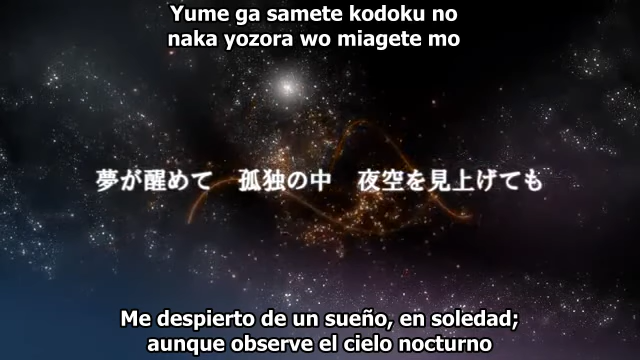 Yume ga samete kodoku no
naka yozora wo miagete mo
夢が醒めて 孤独の中 夜空を見上げても
Me despierto de un sueño, en soledad;
aunque observe el cielo nocturno